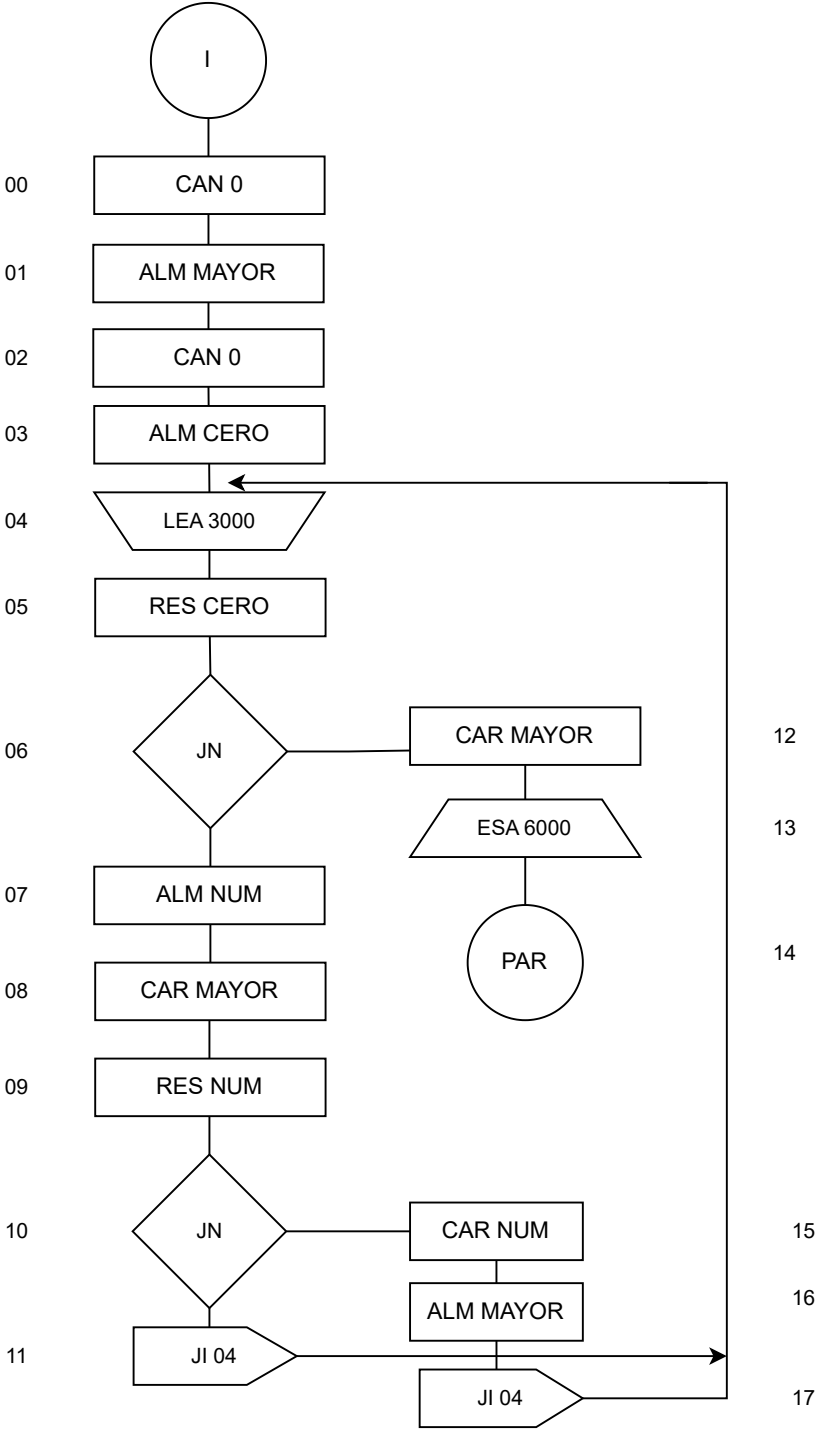 I
00 CAN 0
01 ALM MAYOR
02 CAN 0
03 ALM CERO
04 LEA 3000
05 RES CERO
06 JN
CAR MAYOR 12
ESA 6000 13
PAR 14
07 ALM NUM
08 CAR MAYOR
09 RES NUM
10 JN
CAR NUM 15
ALM MAYOR 16
11 JI 04
JI 04 17